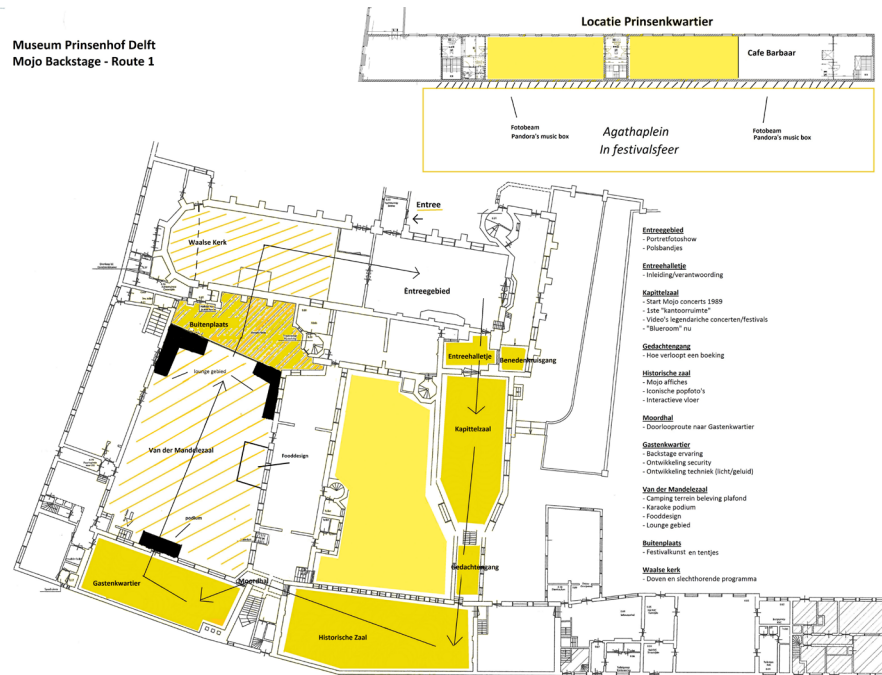 Museum Prinsenhof Delft
Mojo Backstage - Route 1
Locatie Prinsenkwartier
Cafe Barbaar
Fotobeam
Pandora's music box
Agathaplein
In festivalsfeer
Fotobeam
Pandora's music box
Entree
Waalse Kerk
Èntreegebied
Buitenplaats
Entreehalletje
lounge gebied
Kapittelzaal
Van der Mandelezaal
Fooddesign
podium
Gedachtengang
Gastenkwartier
Moordhal
Historische Zaal
Entreegebied
- Portretfotoshow
- Polsbandjes
Entreehalletje
- Inleiding/verantwoording
Kapittelzaal
- Start Mojo concerts 1989
- 1ste "kantoorruimte"
- Video's legendariche concerten/festivals
- "Blueroom" nu
Gedachtengang
- Hoe verloopt een boeking
Historische zaal
- Mojo affiches
- Iconische popfoto's
- Interactieve vloer
Moordhal
- Doorlooproute naar Gastenkwartier
Gastenkwartier
- Backstage ervaring
- Ontwikkeling security
- Ontwikkeling techniek (licht/geluid)
Van der Mandelezaal
- Camping terrein beleving plafond
- Karaoke podium
- Fooddesign
- Lounge gebied
Buitenplaats
- Festivalkunst en tentjes
Waalse kerk
- Doven en slechthorende programma